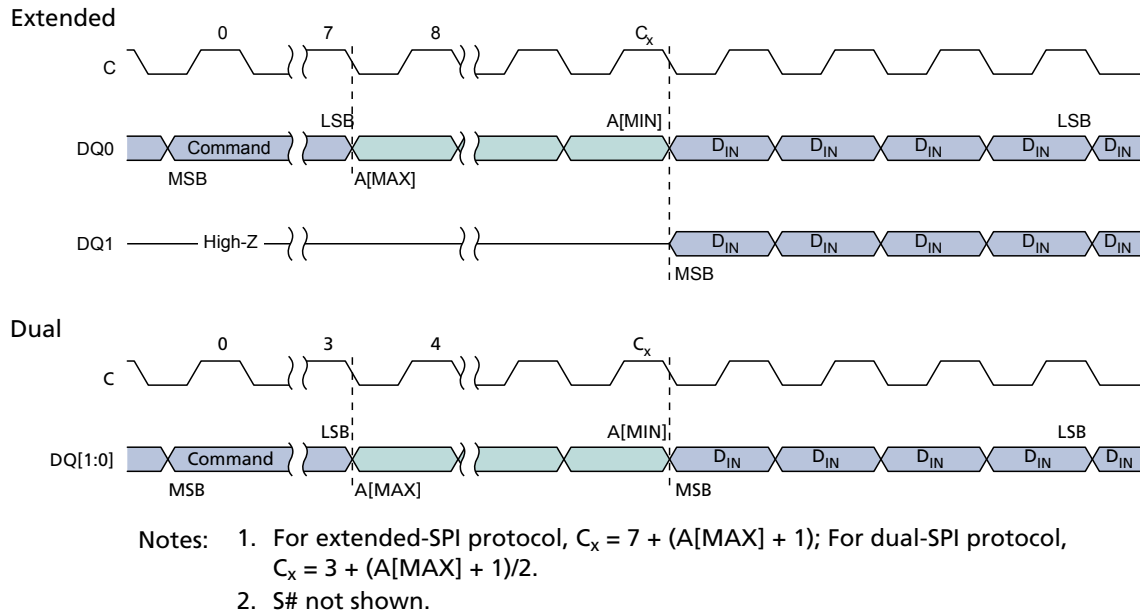 Extended
0 7 8 Cx
C
LSB A[MIN] LSB
DQ0 Command DIN DIN DIN DIN DIN
MSB A[MAX]
DQ1 High-Z DIN DIN DIN DIN DIN
MSB
Dual
0 3 4 Cx
C
LSB A[MIN] LSB
DQ[1:0] Command DIN DIN DIN DIN DIN
MSB A[MAX] MSB
Notes: 1. For extended-SPI protocol, Cx = 7 + (A[MAX] + 1); For dual-SPI protocol,
Cx = 3 + (A[MAX] + 1)/2.
2. S# not shown.